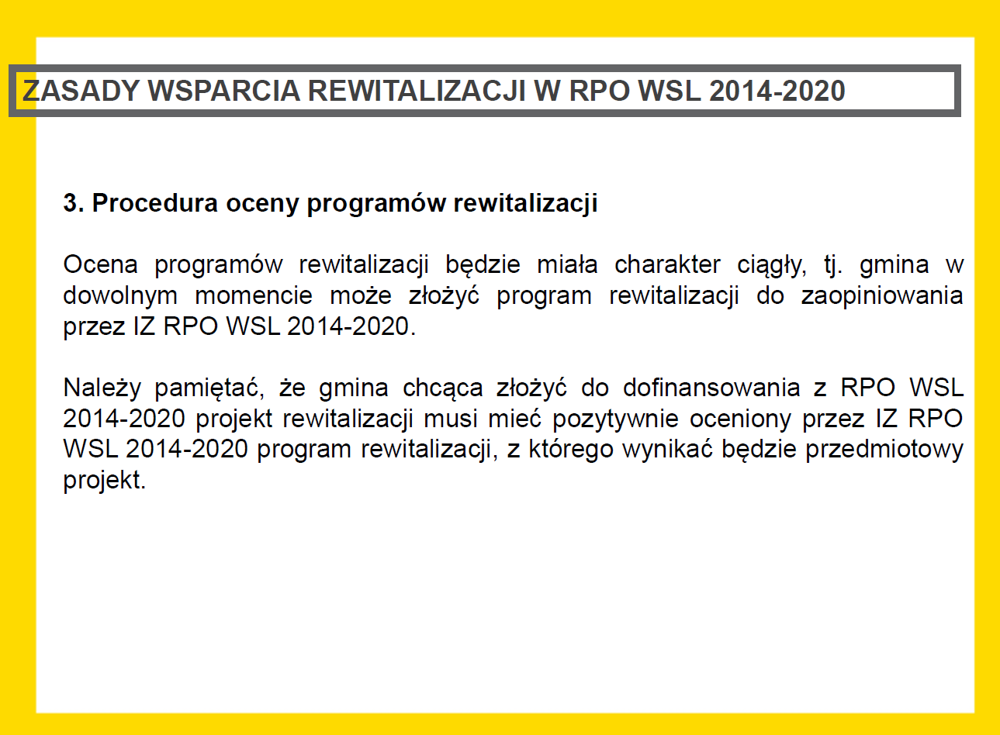 ZASADY WSPARCIA REWITALIZACJI W RPO WSL 2014-2020
3. Procedura oceny programów rewitalizacji
Ocena programów rewitalizacji będzie miała charakter ciągły, tj. gmina w
dowolnym momencie może złożyć program rewitalizacji do zaopiniowania
przez IZ RPO WSL 2014-2020.
Należy pamiętać, że gmina chcąca złożyć do dofinansowania z RPO WSL
2014-2020 projekt rewitalizacji musi mieć pozytywnie oceniony przez IZ RPO
WSL 2014-2020 program rewitalizacji, z którego wynikać będzie przedmiotowy
projekt.